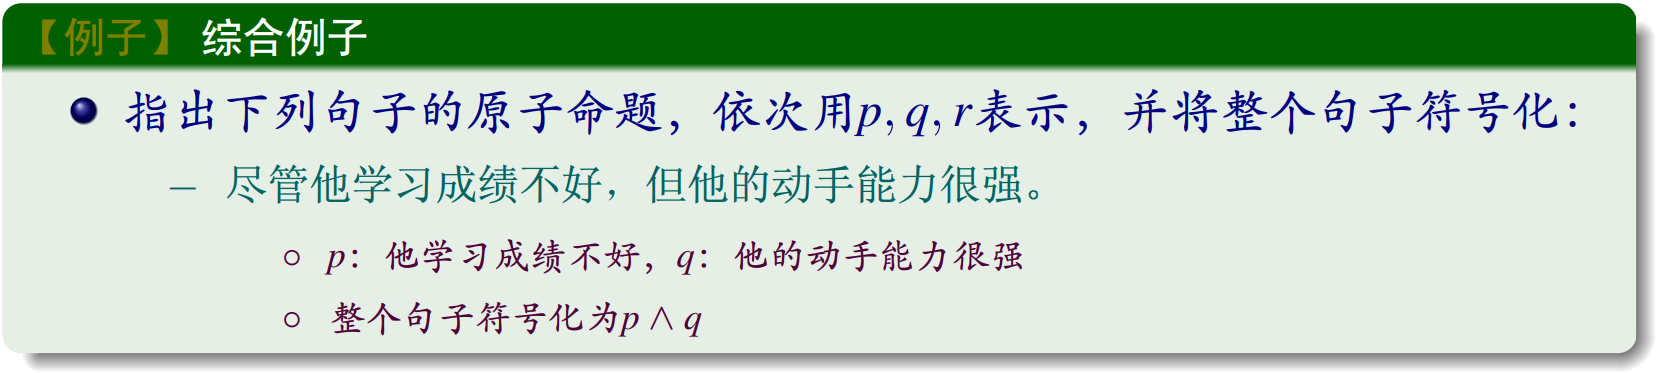 【例子】 综合例子
指出下列句子的原子命题，依次用p, q, r表示，并将整个句子符号化：
– 尽管他学习成绩不好，但他的动手能力很强。
p：他学习成绩不好，q：他的动手能力很强
整个句子符号化为p ∧ q